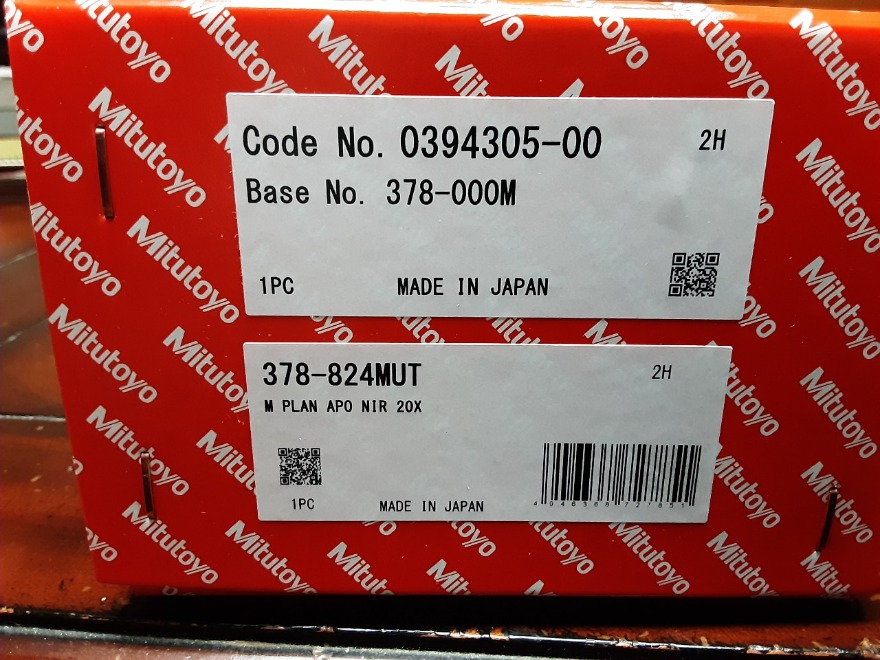 Mitutoyo
Code No. 0394305-00
2H
Base No. 378-000M
1PC
MADE IN JAPAN
378-824MUT
2H
M PLAN APO NIR 20X
1PC
MADE IN JAPAN
4946368721851